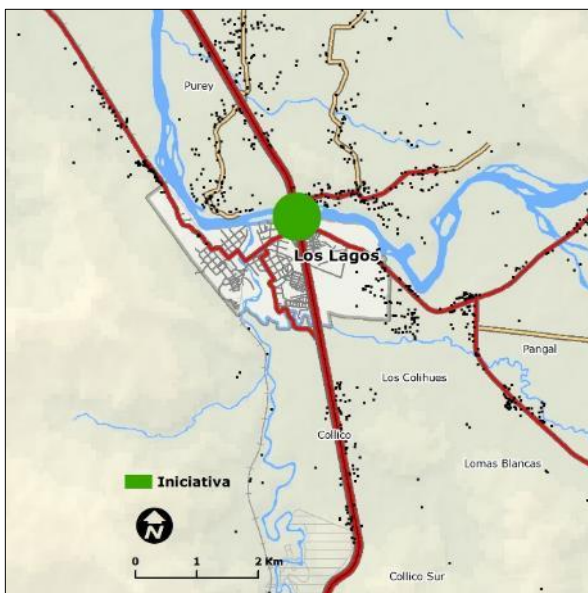 Purey
Los Lagos
Pangal
Los Colihues
Collico
Lomas Blancas
Iniciativa
N
0 1 2 Km
Collico Sur